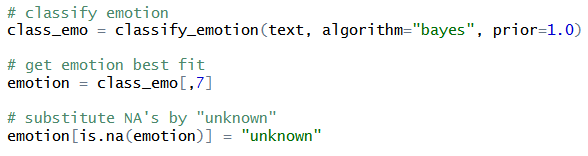 # classify emotion
class_emo = classify_emotion(text, algorithm="bayes", prior=1.0)
# get emotion best fit
emotion = class_emo[,7]
# substitute NA's by "unknown"
emotion[is.na(emotion)] = "unknown"